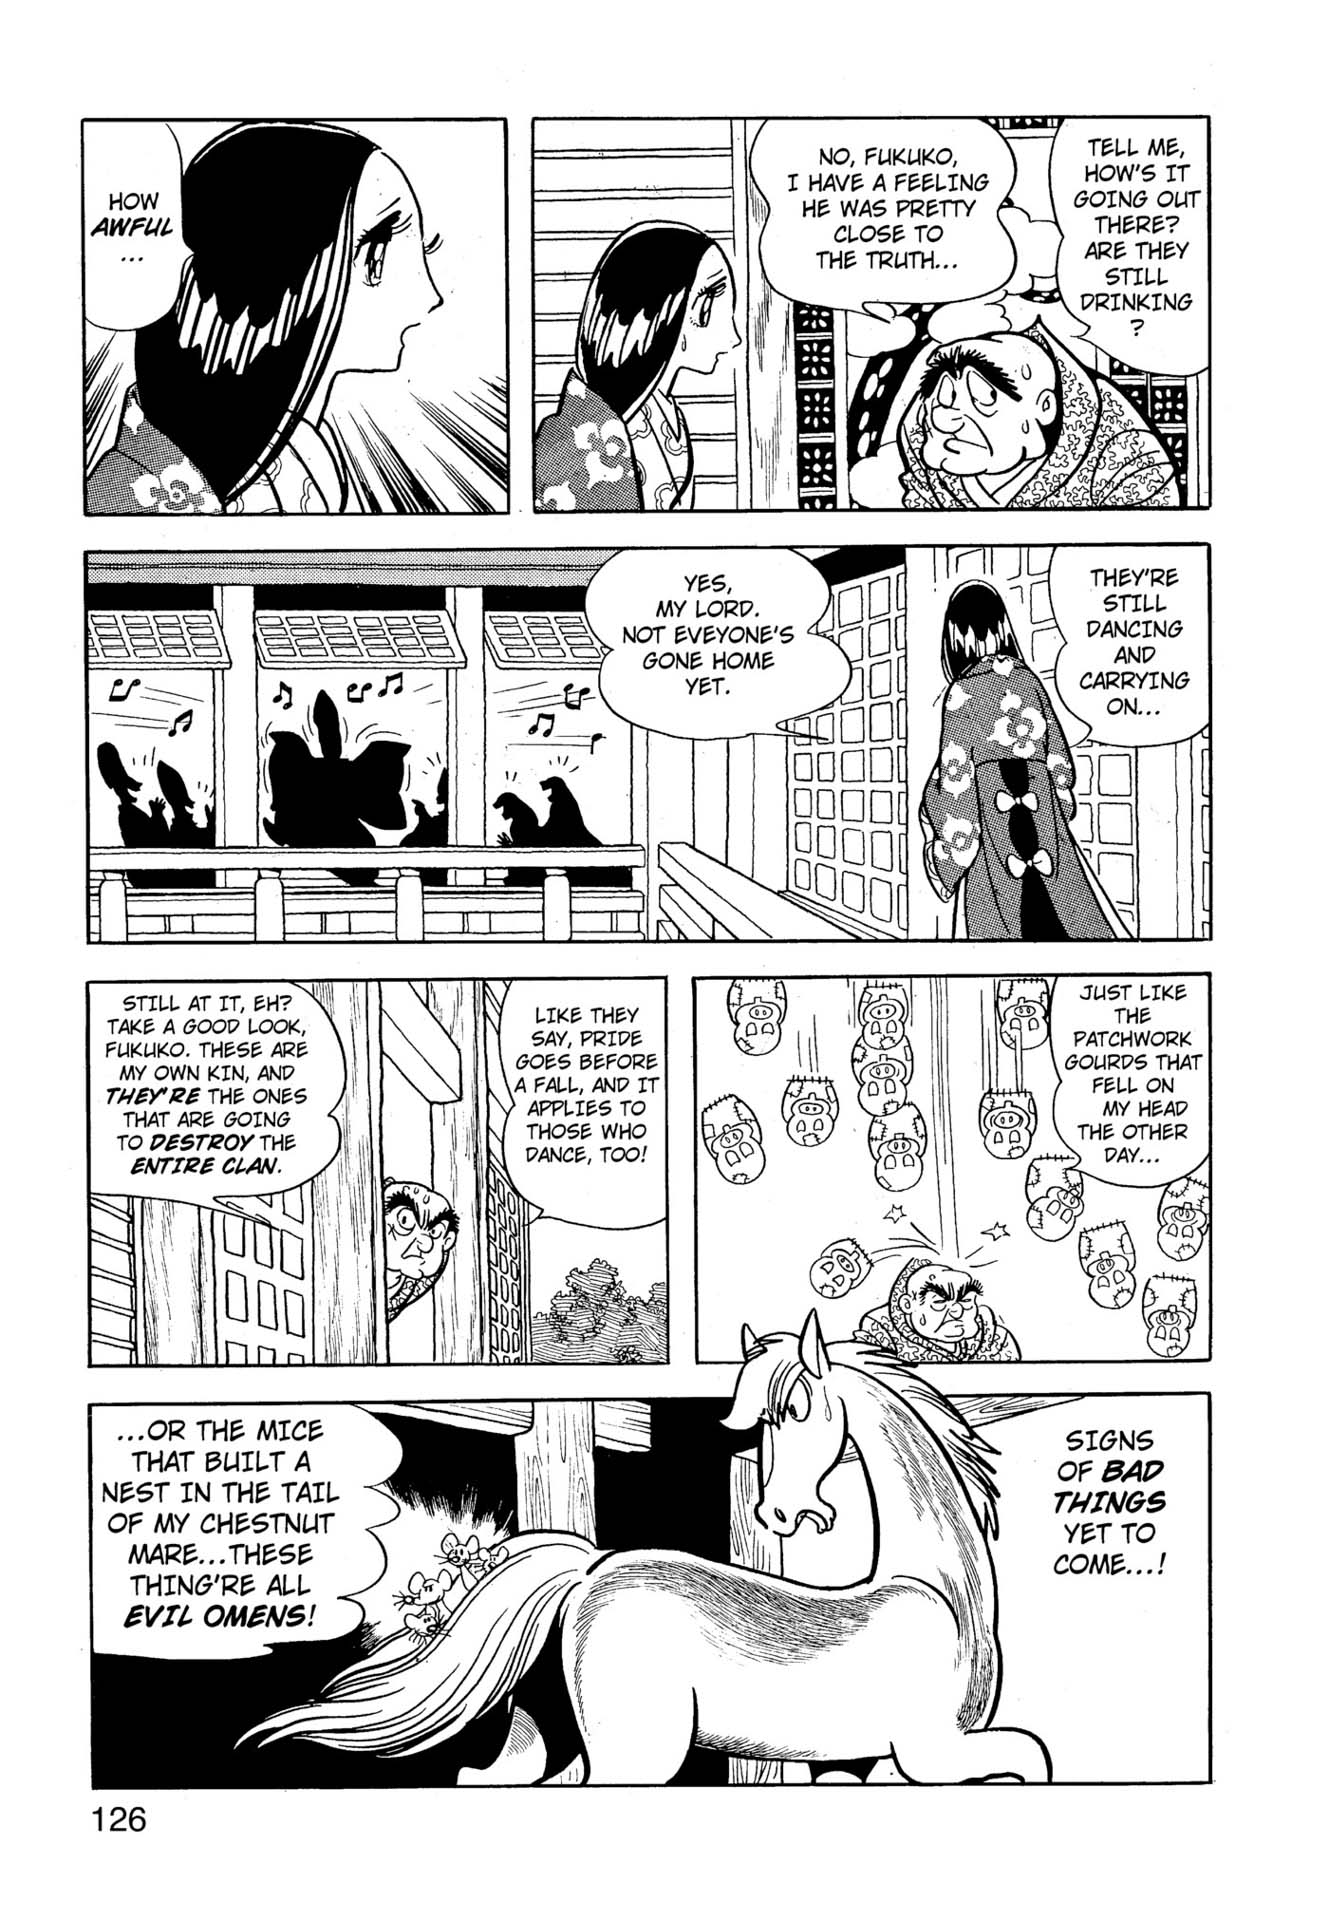 HOW
AWFUL
...
NO, FUKUKO,
I HAVE A FEELING
HE WAS PRETTY
CLOSE TO
THE TRUTH...
TELL ME,
HOW'S IT
GOING OUT
THERE?
ARE THEY
STILL
DRINKING
?
YES,
MY LORD.
NOT EVEYONE'S
GONE HOME
YET.
THEY'RE
STILL
DANCING
AND
CARRYING
ON...
STILL AT IT, EH?
TAKE A GOOD LOOK,
FUKUKO. THESE ARE
MY OWN KIN, AND
THEY'RE THE ONES
THAT ARE GOING
TO DESTROY THE
ENTIRE CLAN.
LIKE THEY
SAY, PRIDE
GOES BEFORE
A FALL, AND IT
APPLIES TO
THOSE WHO
DANCE, TOO!
JUST LIKE
THE
PATCHWORK
GOURDS THAT
FELL ON
MY HEAD
THE OTHER
DAY...
...OR THE MICE
THAT BUILT A
NEST IN THE TAIL
OF MY CHESTNUT
MARE...THESE
THING'RE ALL
EVIL OMENS!
SIGNS
OF BAD
THINGS
YET TO
COME...!
126